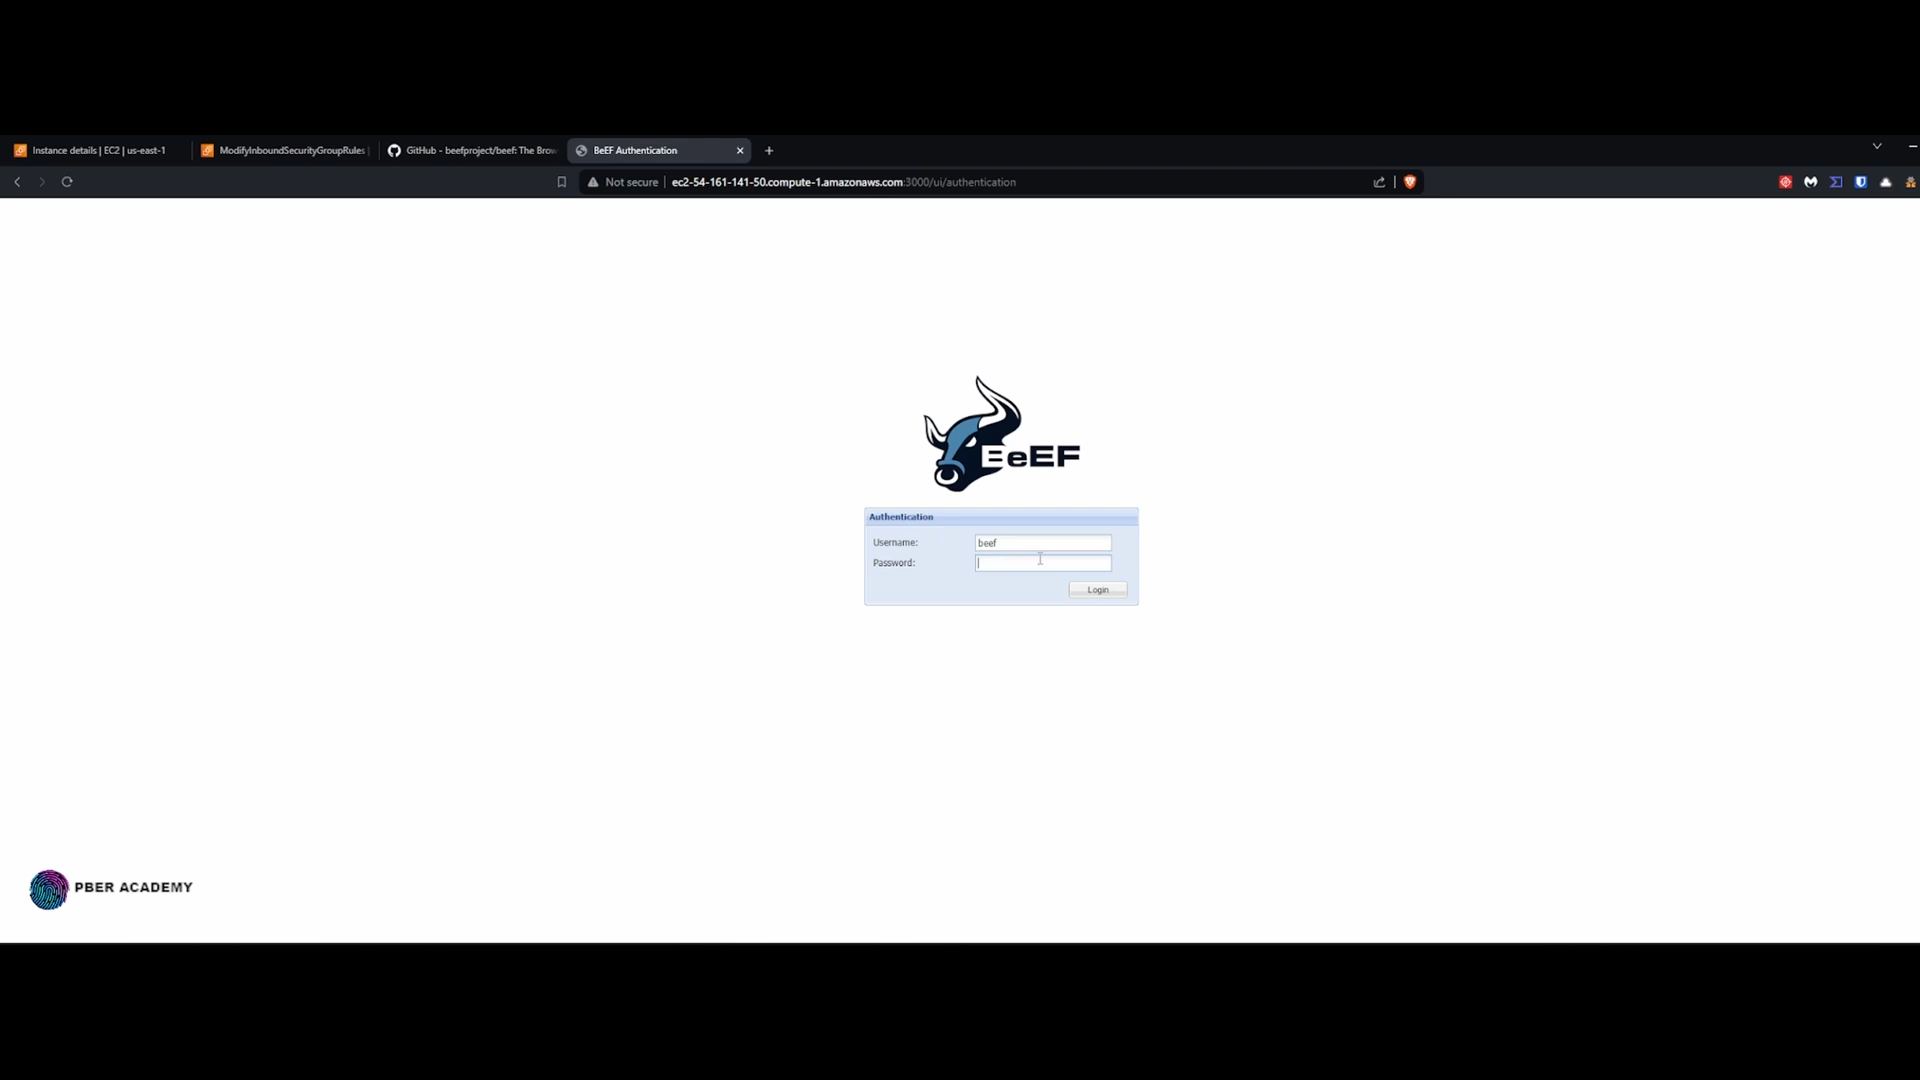 Instance details | EC2 | us-east-1
ModifyInboundSecurityGroupRules |
GitHub - beefproject/beef: The Brow
BeEF Authentication
Not secure
ec2-54-161-141-50.compute-1.amazonaws.com:3000/ui/authentication
BeEF
Authentication
Username:
beef
Password:
Login
PBER ACADEMY